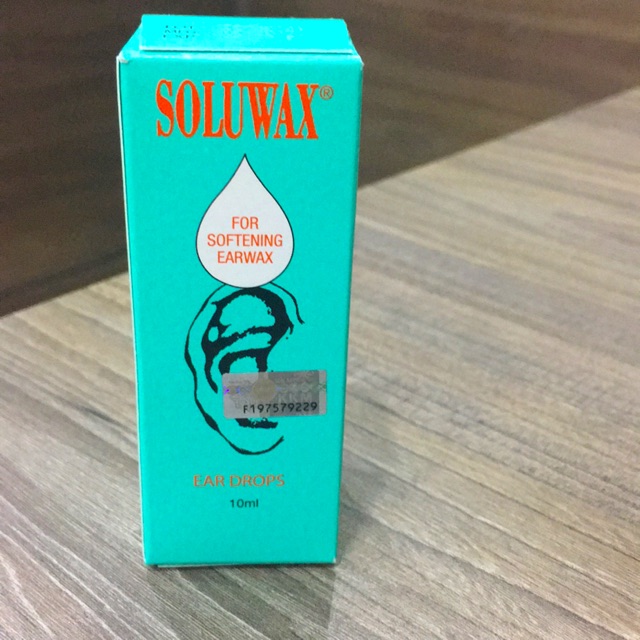 SOLUWAX®
FOR
SOFTENING
EARWAX
F197579229
EAR DROPS
10ml